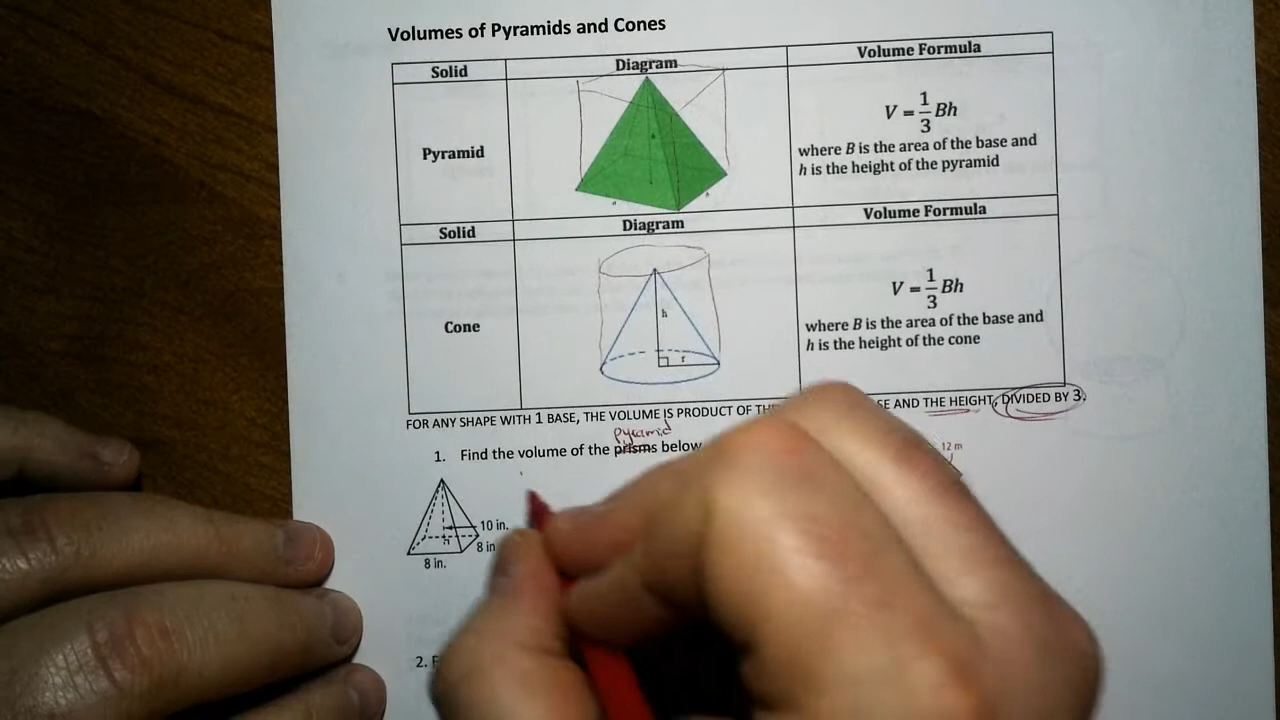 Volumes of Pyramids and Cones
Solid Diagram Volume Formula
Pyramid
V = 1/3 Bh
where B is the area of the base and
h is the height of the pyramid
Solid Diagram Volume Formula
Cone
h
r
V = 1/3 Bh
where B is the area of the base and
h is the height of the cone
FOR ANY SHAPE WITH 1 BASE, THE VOLUME IS PRODUCT OF AND THE HEIGHT, DIVIDED BY 3.
pyramid
1. Find the volume of the prisms below
12 m
10 in.
8 in
8 in.
2.